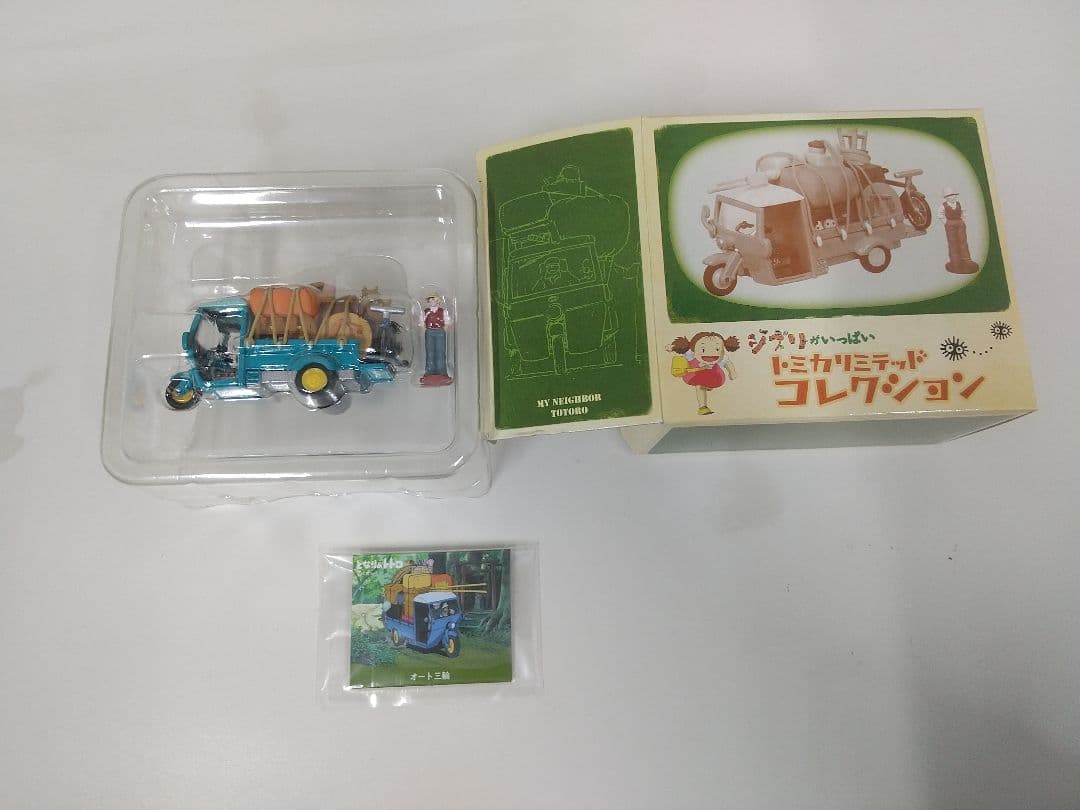 MY NEIGHBOR
TOTORO
ジブリがいっぱい
トミカリミテッド
コレクション
となりのトトロ
オート三輪